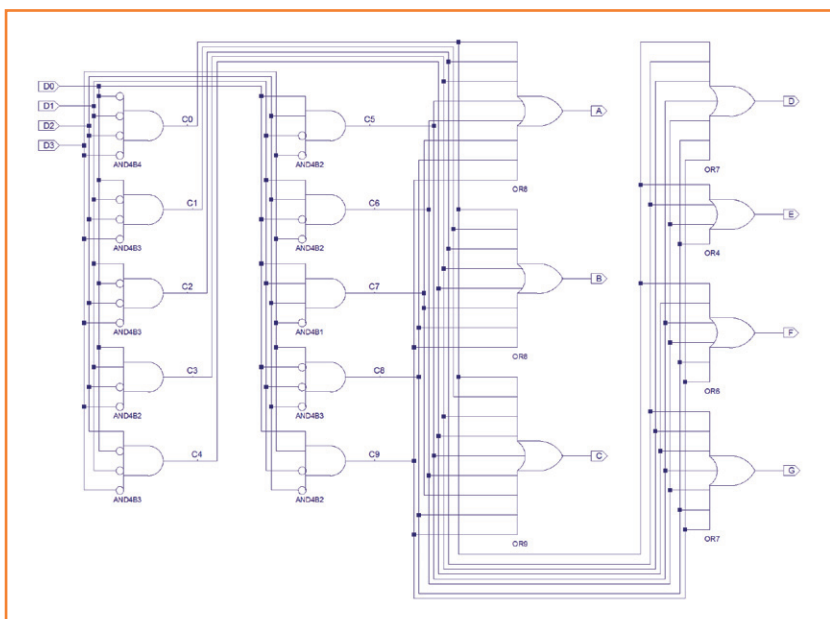 D0
D1
D2
D3
C0
AND4B4
C1
AND4B3
C2
AND4B3
C3
AND4B2
C4
AND4B3
C5
AND4B2
C6
AND4B2
C7
AND4B1
C8
AND4B3
C9
AND4B2
A
OR8
B
OR8
C
OR9
D
OR7
E
OR4
F
OR6
G
OR7